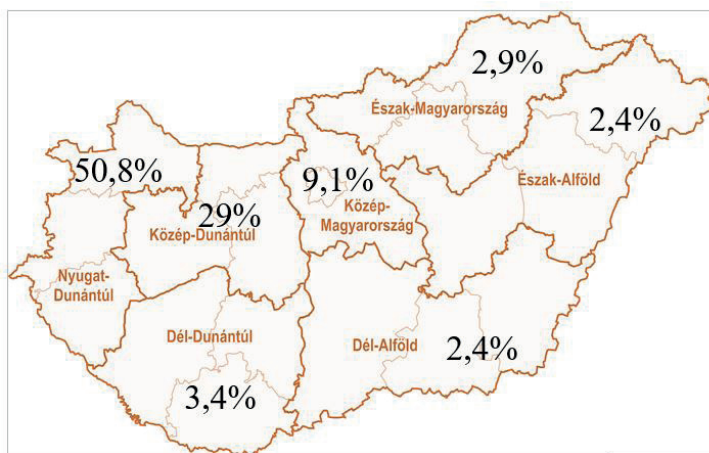 2,9%
Észak-Magyarország
2,4%
50,8%
9,1%
Észak-Alföld
29%
Közép-
Magyarország
Közép-Dunántúl
Nyugat-
Dunántúl
Dél-Dunántúl
Dél-Alföld
2,4%
3,4%